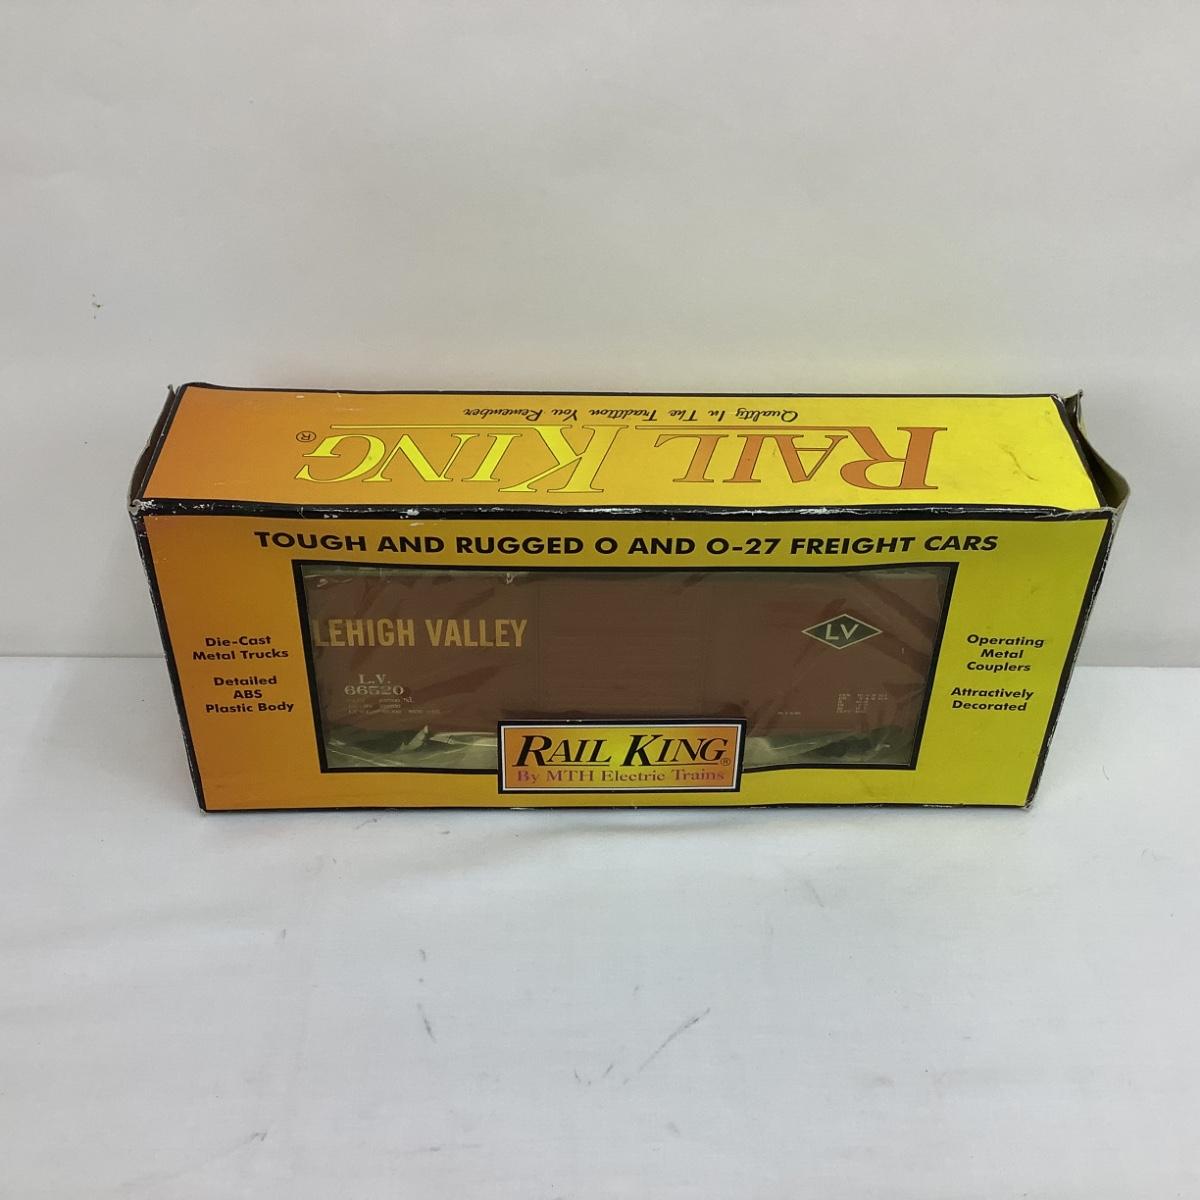 RAIL KING®
Quality In The Tradition You Remember
TOUGH AND RUGGED O AND O-27 FREIGHT CARS
Die-Cast
Metal Trucks
Detailed
ABS
Plastic Body
LEHIGH VALLEY
L.V.
66520
LV
Operating
Metal
Couplers
Attractively
Decorated
RAIL KING®
By MTH Electric Trains